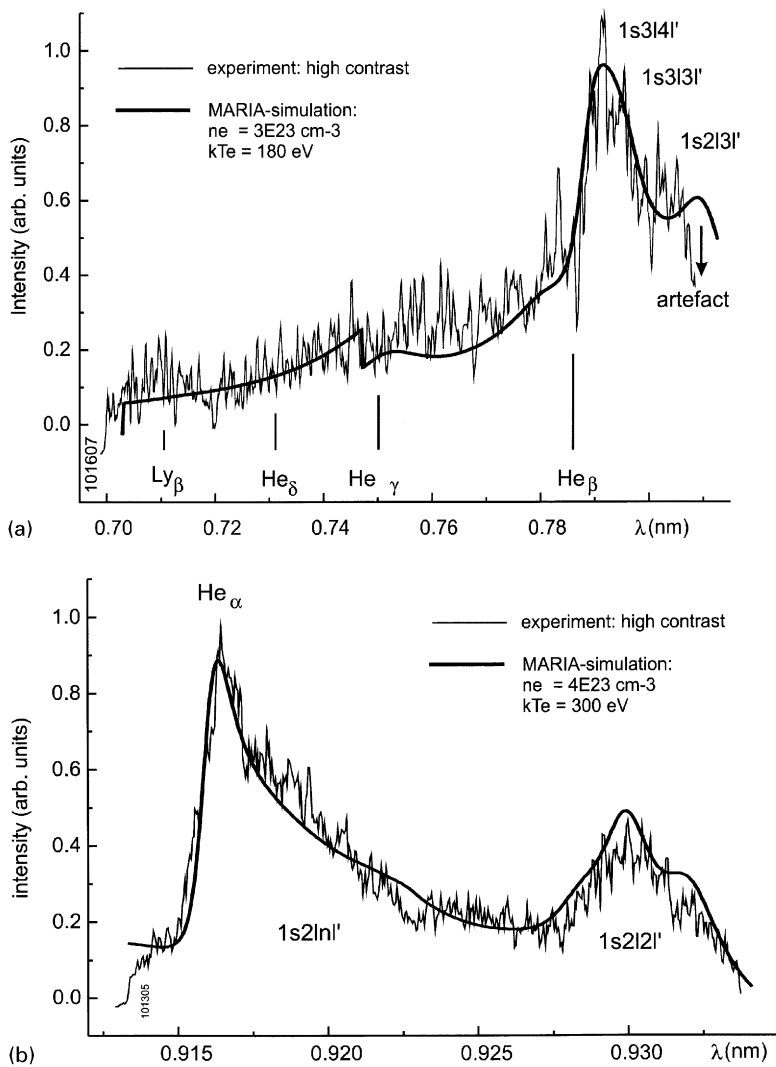 1s3l4l'
1s3l3l'
1s2l3l'
experiment: high contrast
MARIA-simulation:
ne = 3E23 cm-3
kTe = 180 eV
Intensity (arb. units)
1.0
0.8
0.6
0.4
0.2
0.0
artefact
101607
Lyβ
Heδ
He γ
Heβ
(a)
0.70 0.72 0.74 0.76 0.78 λ(nm)
Heα
experiment: high contrast
MARIA-simulation:
ne = 4E23 cm-3
kTe = 300 eV
intensity (arb. units)
1.0
0.8
0.6
0.4
0.2
0.0
1s2lnl'
1s2l2l'
101305
(b)
0.915 0.920 0.925 0.930 λ(nm)